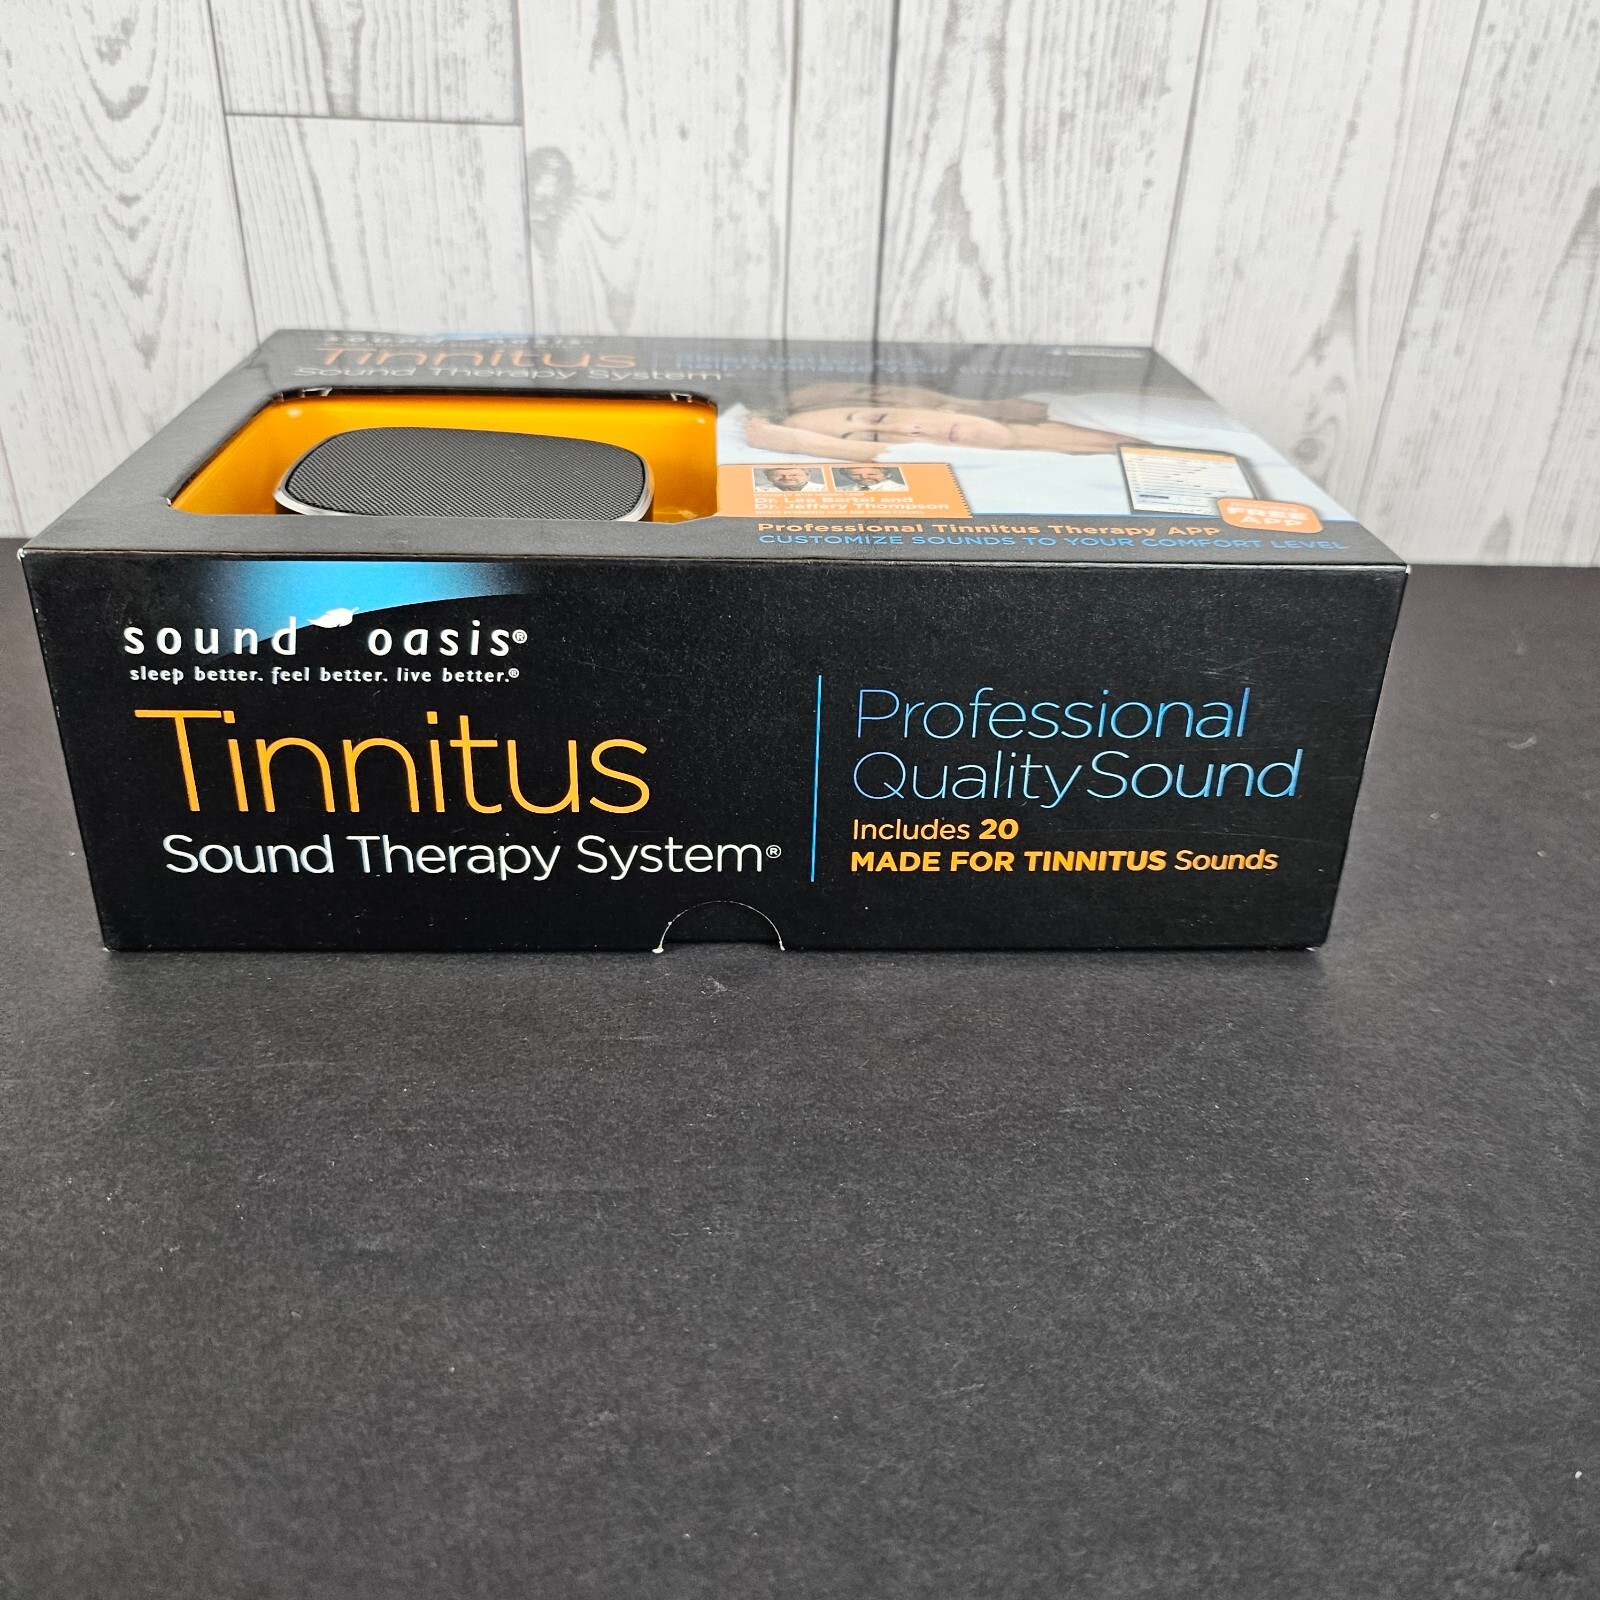 sound oasis
Tinnitus
Sound Therapy System
Dr. Lee Bartel and
Dr. Jeffery Thompson
Professional Tinnitus Therapy APP
CUSTOMIZE SOUNDS TO YOUR COMFORT LEVEL
FREE
APP
sound oasis®
sleep better. feel better. live better.®
Tinnitus
Sound Therapy System®
Professional
Quality Sound
Includes 20
MADE FOR TINNITUS Sounds